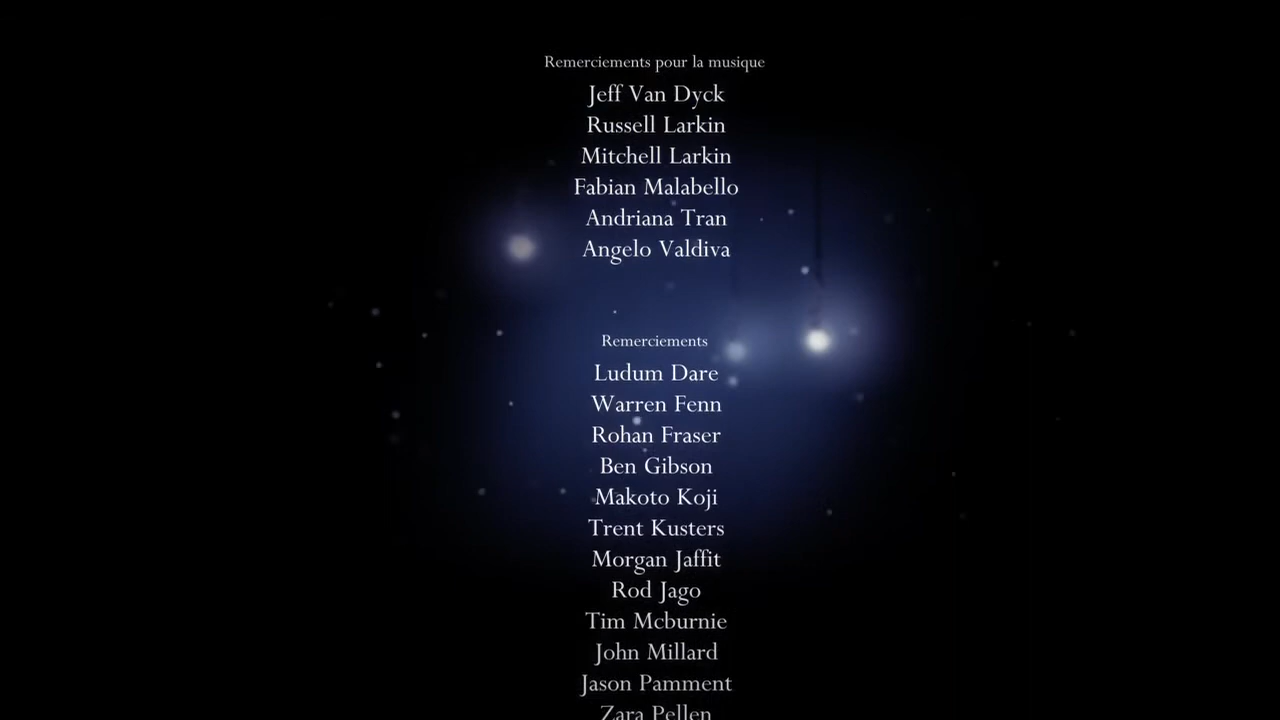 Remerciements pour la musique
Jeff Van Dyck
Russell Larkin
Mitchell Larkin
Fabian Malabello
Andriana Tran
Angelo Valdiva
Remerciements
Ludum Dare
Warren Fenn
Rohan Fraser
Ben Gibson
Makoto Koji
Trent Kusters
Morgan Jaffit
Rod Jago
Tim Mcburnie
John Millard
Jason Pamment
Zara Pellen